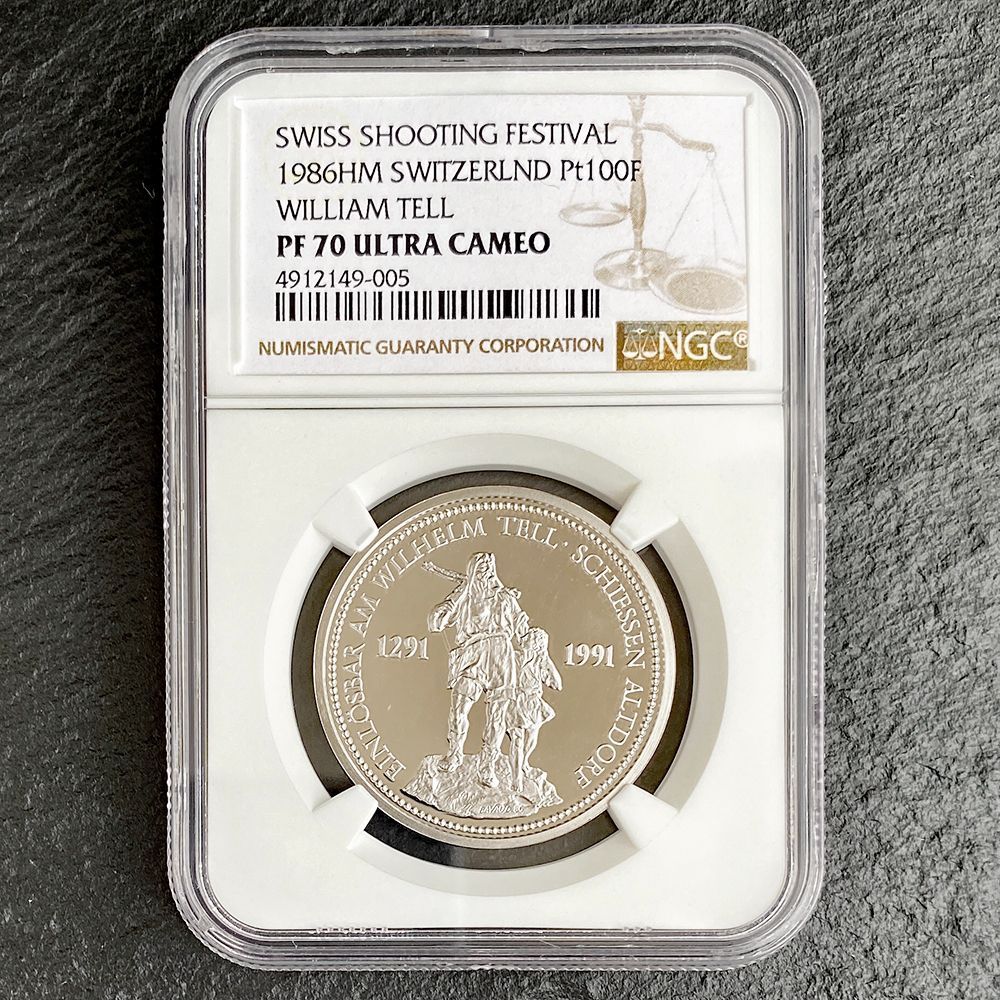 SWISS SHOOTING FESTIVAL
1986HM SWITZERLND Pt100F
WILLIAM TELL
PF 70 ULTRA CAMEO
4912149-005
NUMISMATIC GUARANTY CORPORATION
NGC®
EINLÖSBAR AM WILHELM TELL · SCHIESSEN ALTDORF
1291 1991